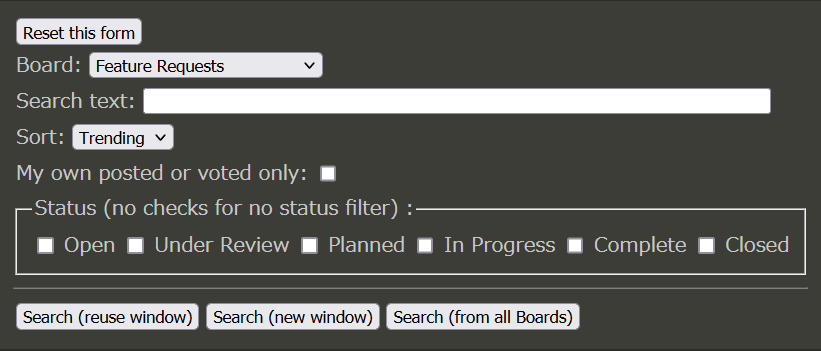 Reset this form
Board: Feature Requests
Search text:
Sort: Trending
My own posted or voted only:
Status (no checks for no status filter) :
Open Under Review Planned In Progress Complete Closed
Search (reuse window) Search (new window) Search (from all Boards)